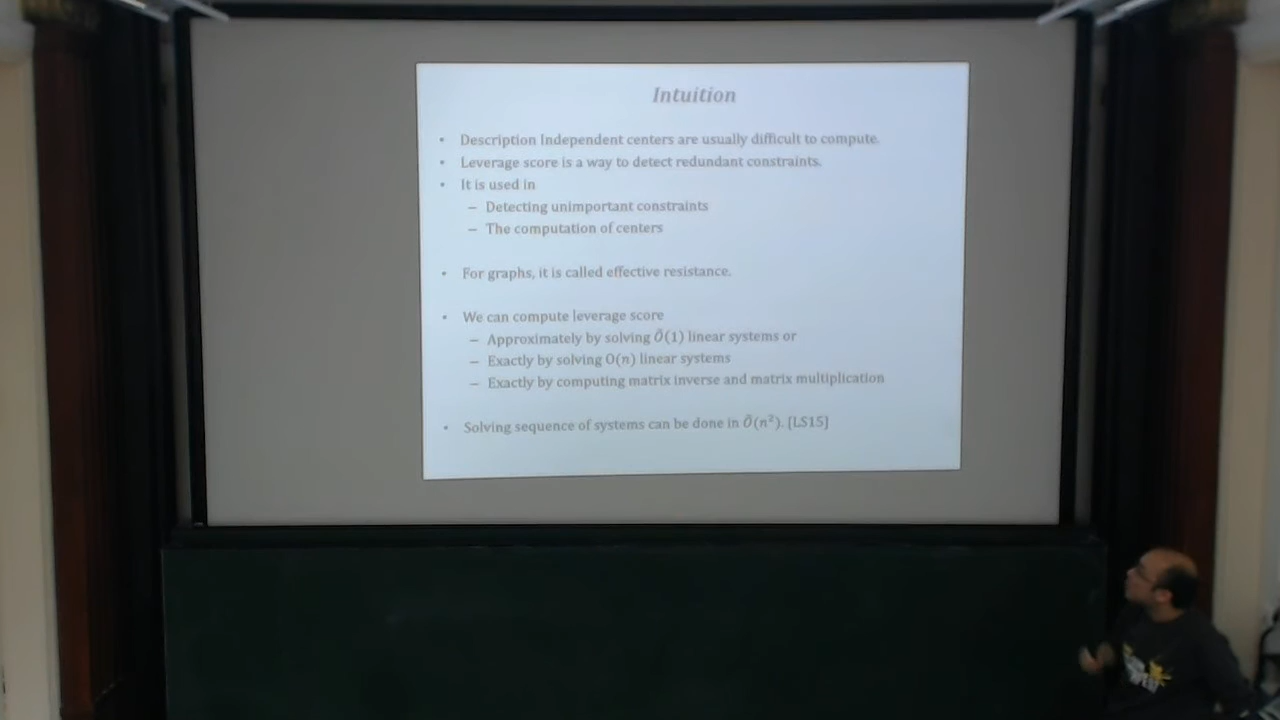 Intuition
• Description Independent centers are usually difficult to compute.
• Leverage score is a way to detect redundant constraints.
• It is used in
– Detecting unimportant constraints
– The computation of centers
• For graphs, it is called effective resistance.
• We can compute leverage score
– Approximately by solving Õ(1) linear systems or
– Exactly by solving O(n) linear systems
– Exactly by computing matrix inverse and matrix multiplication
• Solving sequence of systems can be done in Õ(n²). [LS15]